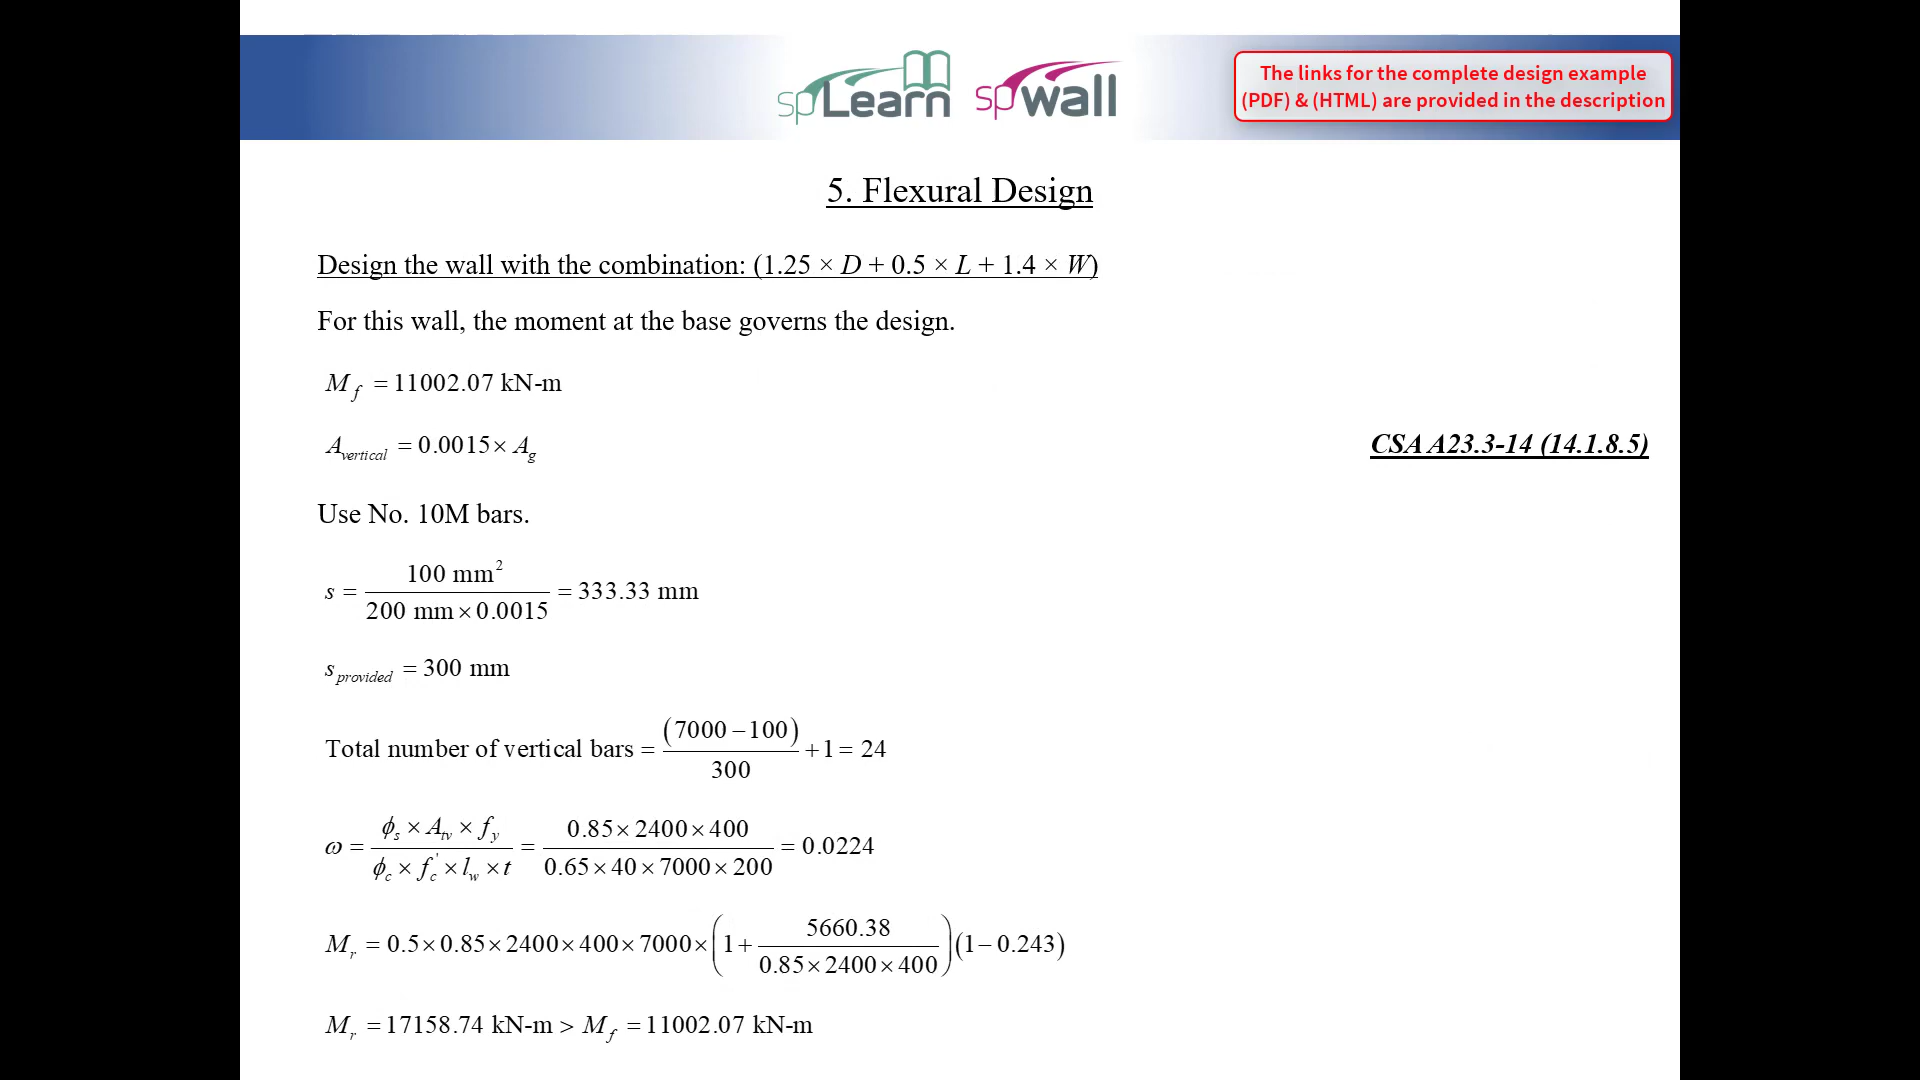 spLearn spwall
The links for the complete design example
(PDF) & (HTML) are provided in the description
5. Flexural Design
Design the wall with the combination: (1.25 × D + 0.5 × L + 1.4 × W)
For this wall, the moment at the base governs the design.
M_f = 11002.07 kN-m
A_vertical = 0.0015 × A_g
CSA A23.3-14 (14.1.8.5)
Use No. 10M bars.
s = 100 mm² / 200 mm × 0.0015 = 333.33 mm
s_provided = 300 mm
Total number of vertical bars = (7000 − 100) / 300 + 1 = 24
ω = ϕ_s × A_tv × f_y / ϕ_c × f_c' × l_w × t = 0.85 × 2400 × 400 / 0.65 × 40 × 7000 × 200 = 0.0224
M_r = 0.5 × 0.85 × 2400 × 400 × 7000 × (1 + 5660.38 / 0.85 × 2400 × 400) (1 − 0.243)
M_r = 17158.74 kN-m > M_f = 11002.07 kN-m